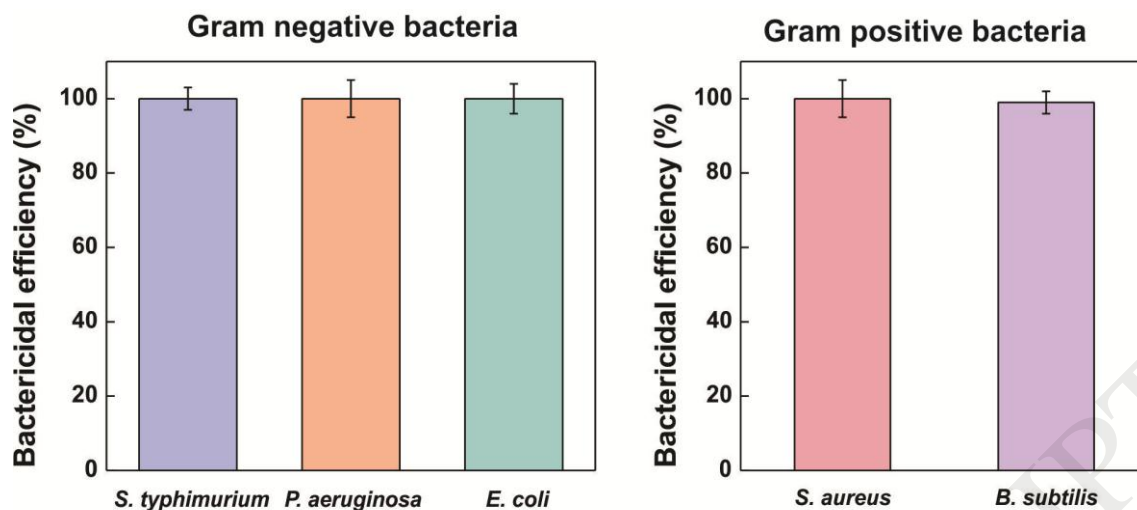 Gram negative bacteria
Bactericidal efficiency (%)
100
80
60
40
20
0
S. typhimurium P. aeruginosa E. coli
Gram positive bacteria
Bactericidal efficiency (%)
100
80
60
40
20
0
S. aureus B. subtilis